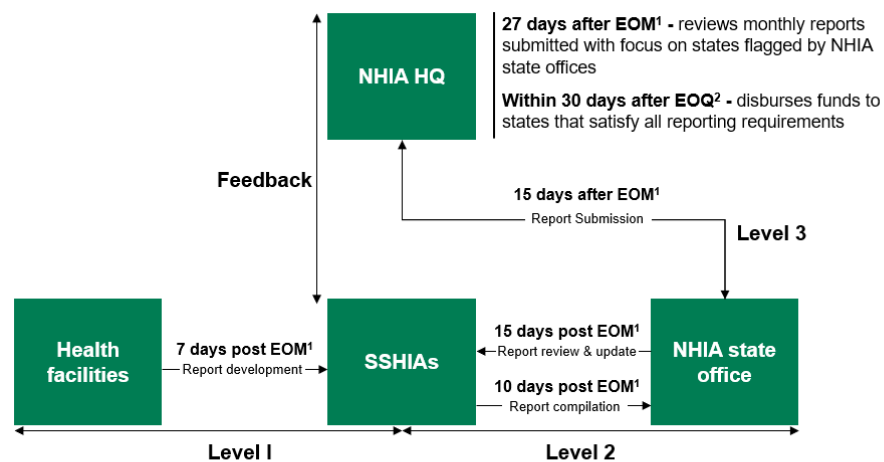 NHIA HQ
27 days after EOM¹ - reviews monthly reports
submitted with focus on states flagged by NHIA
state offices
Within 30 days after EOQ² - disburses funds to
states that satisfy all reporting requirements
Feedback
15 days after EOM¹
Report Submission
Level 3
Health
facilities
7 days post EOM¹
Report development
SSHIAs
15 days post EOM¹
Report review & update
10 days post EOM¹
Report compilation
NHIA state
office
Level I
Level 2